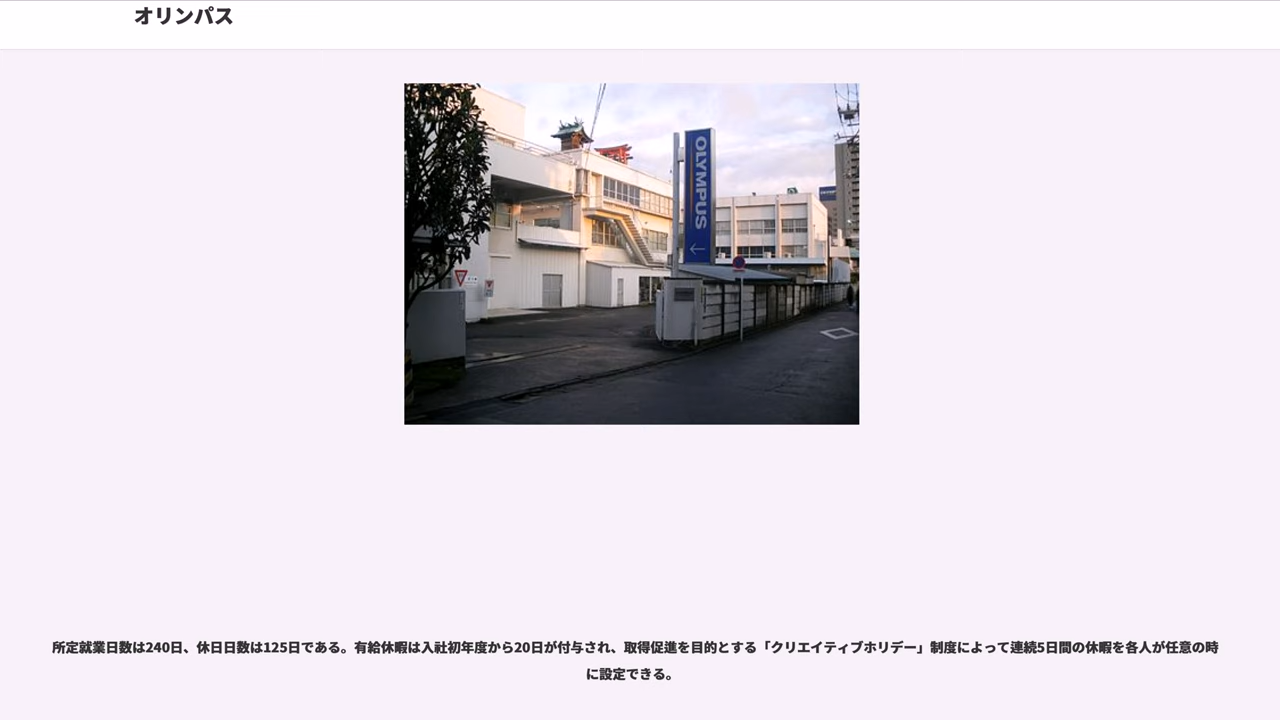 オリンパス
OLYMPUS
所定就業日数は240日、休日日数は125日である。有給休暇は入社初年度から20日が付与され、取得促進を目的とする「クリエイティブホリデー」制度によって連続5日間の休暇を各人が任意の時
に設定できる。